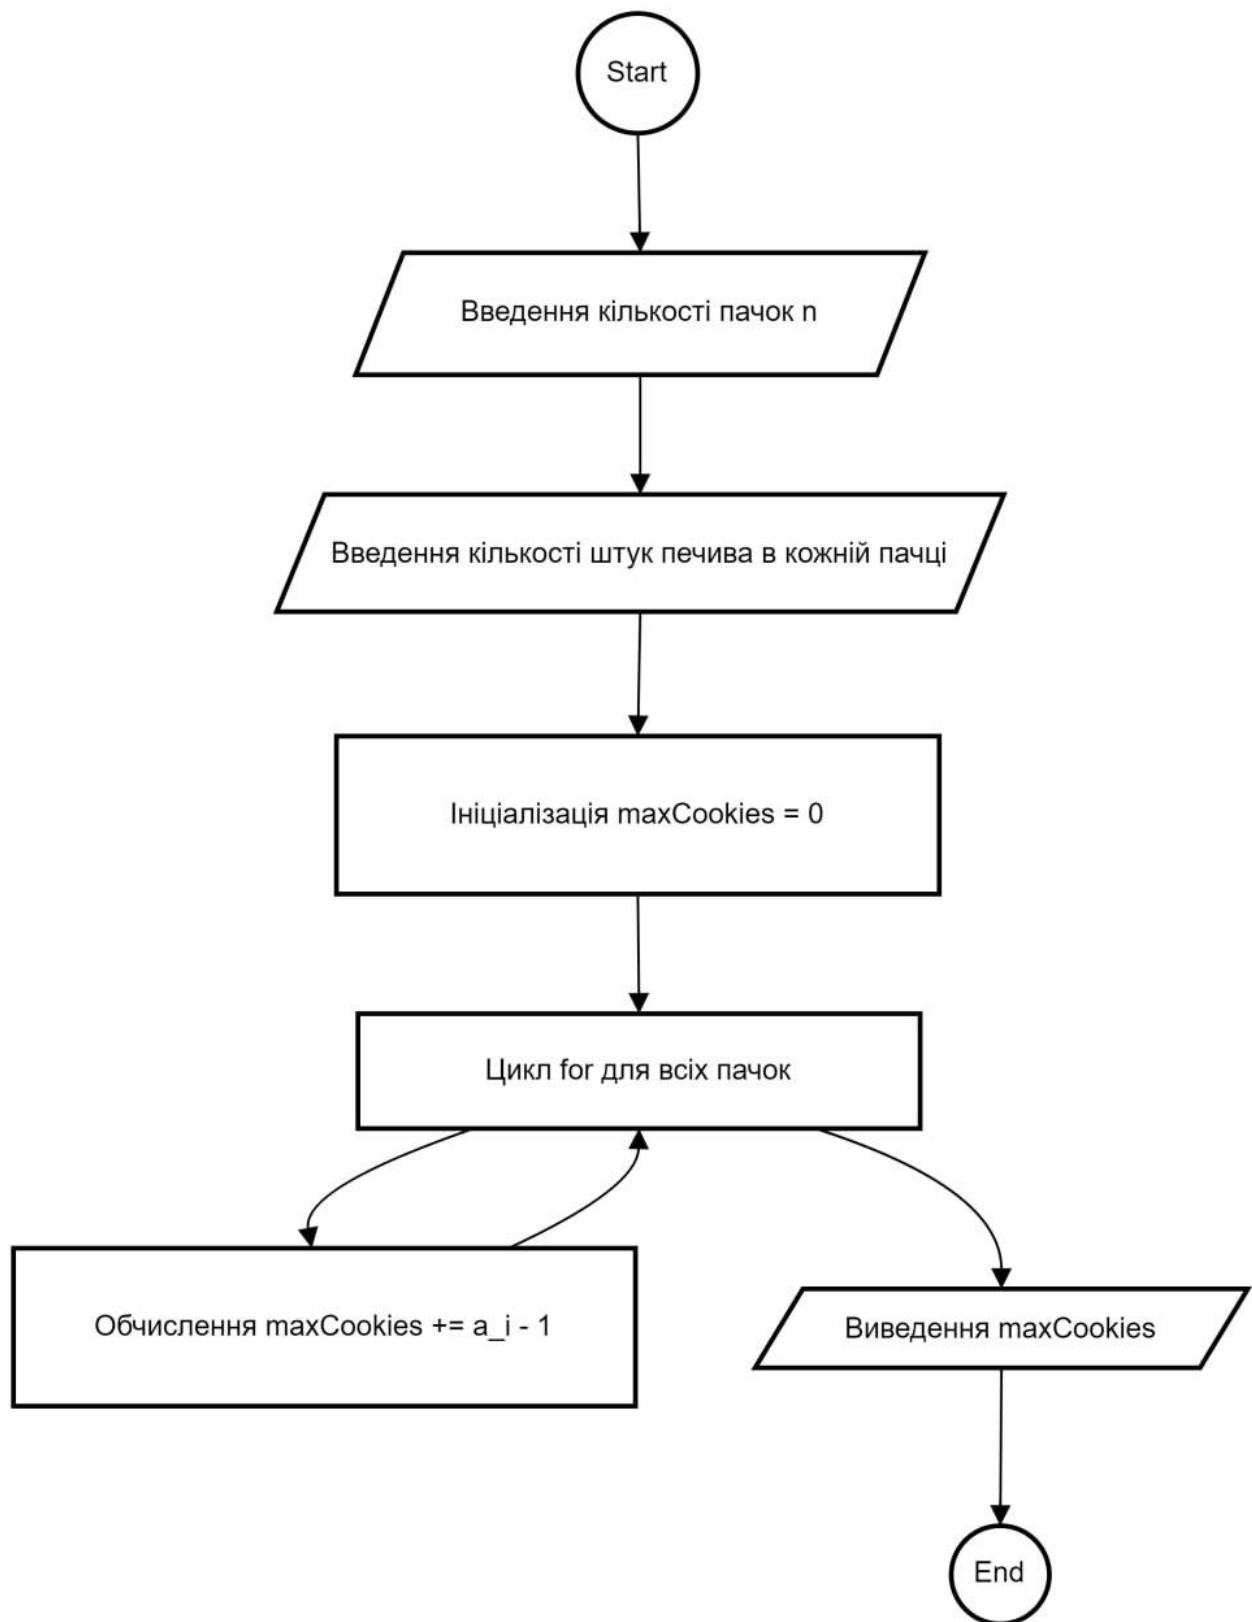 Start
Введення кількості пачок n
Введення кількості штук печива в кожній пачці
Ініціалізація maxCookies = 0
Цикл for для всіх пачок
Обчислення maxCookies += a_i - 1
Виведення maxCookies
End